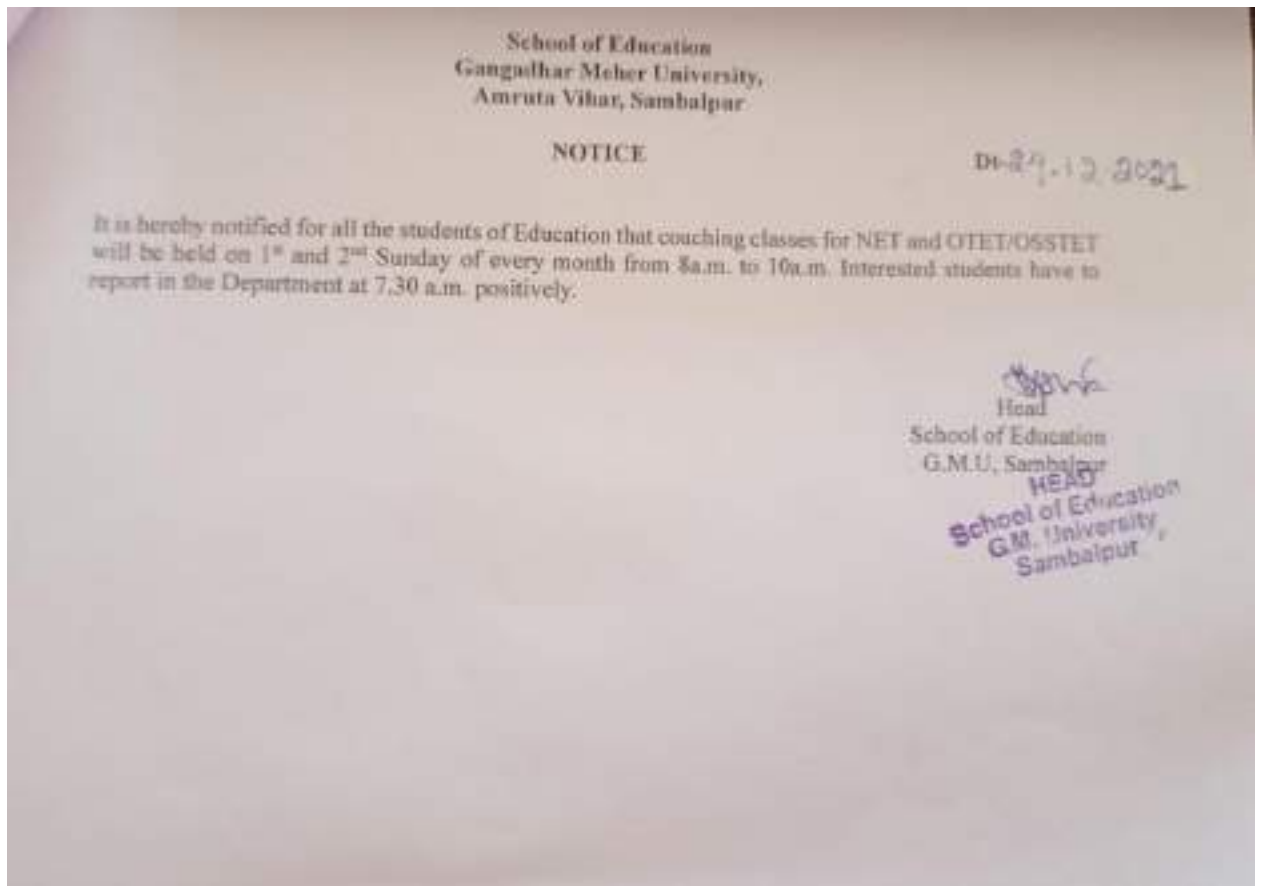 School of Education
Gangadhar Meher University,
Amruta Vihar, Sambalpur
NOTICE
Dt-24.12.2021
It is hereby notified for all the students of Education that couching classes for NET and OTET/OSSTET
will be held on 1st and 2nd Sunday of every month from 8a.m. to 10a.m. Interested students have to
report in the Department at 7.30 a.m. positively.
Head
School of Education
G.M.U, Sambalpur
HEAD
School of Education
G.M. University,
Sambalpur